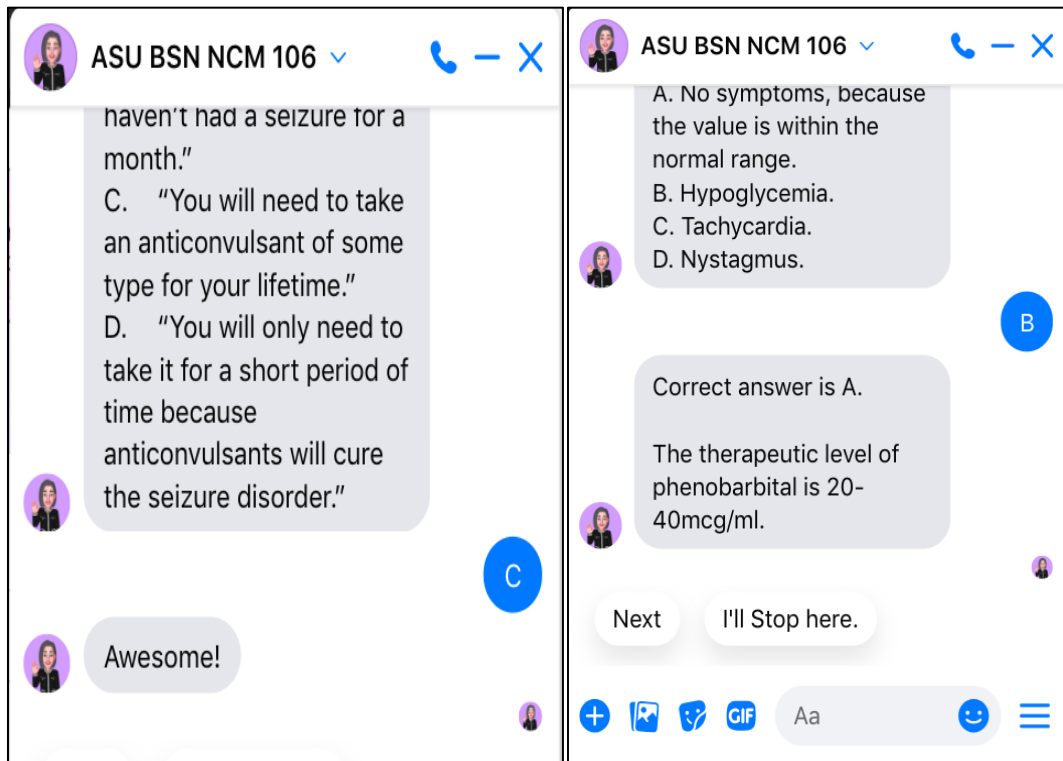 ASU BSN NCM 106
haven't had a seizure for a
month."
C. "You will need to take
an anticonvulsant of some
type for your lifetime."
D. "You will only need to
take it for a short period of
time because
anticonvulsants will cure
the seizure disorder."
C
Awesome!
ASU BSN NCM 106
A. No symptoms, because
the value is within the
normal range.
B. Hypoglycemia.
C. Tachycardia.
D. Nystagmus.
B
Correct answer is A.
The therapeutic level of
phenobarbital is 20-
40mcg/ml.
Next
I'll Stop here.
GIF
Aa